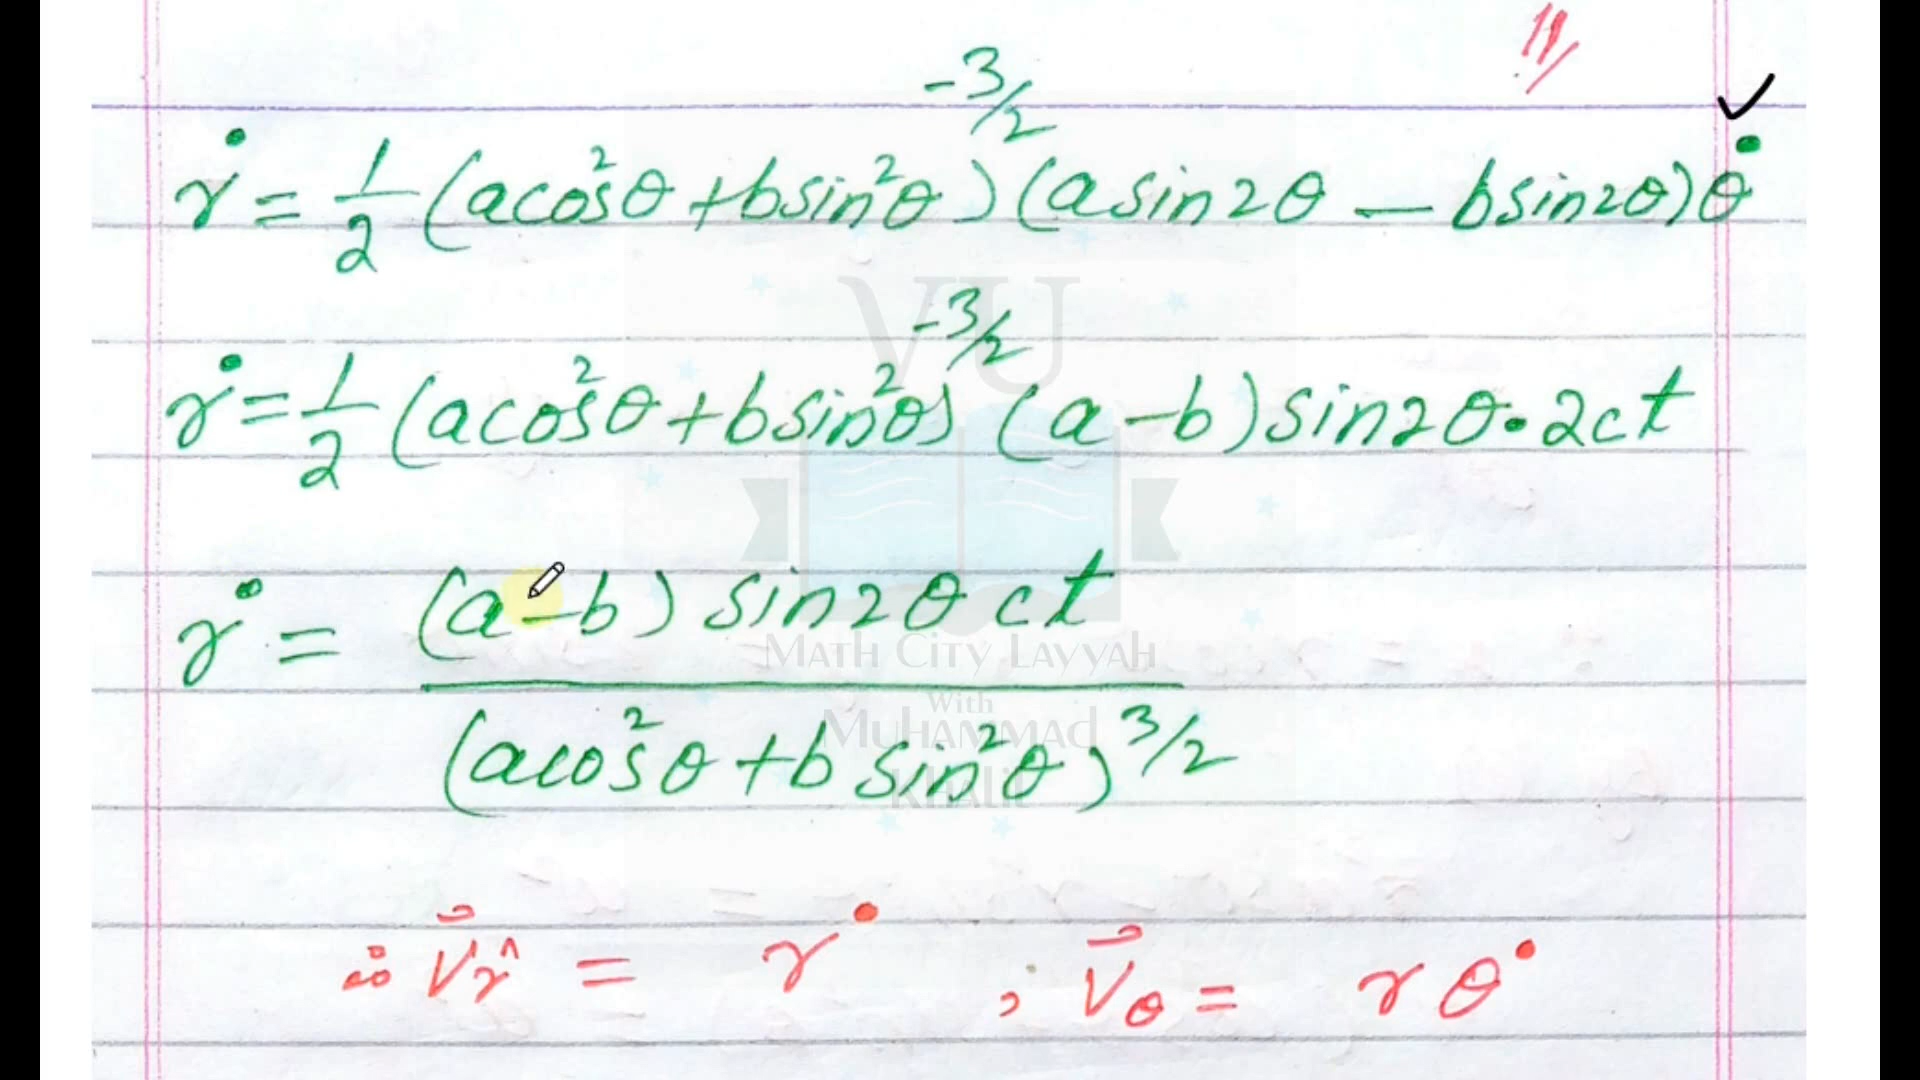 11
ṙ = 1/2 (acos²θ + bsin²θ)^-3/2 (asin2θ - bsin2θ)θ̇
ṙ = 1/2 (acos²θ + bsin²θ)^-3/2 (a-b)sin2θ·2ct
ṙ = (a-b) sin2θ ct / (acos²θ + b sin²θ)^3/2
VU
MATH CITY LAYYAH
With
MUHAMMAD
KHALIL
∴ V⃗r̂ = ṙ , V⃗θ = rθ̇